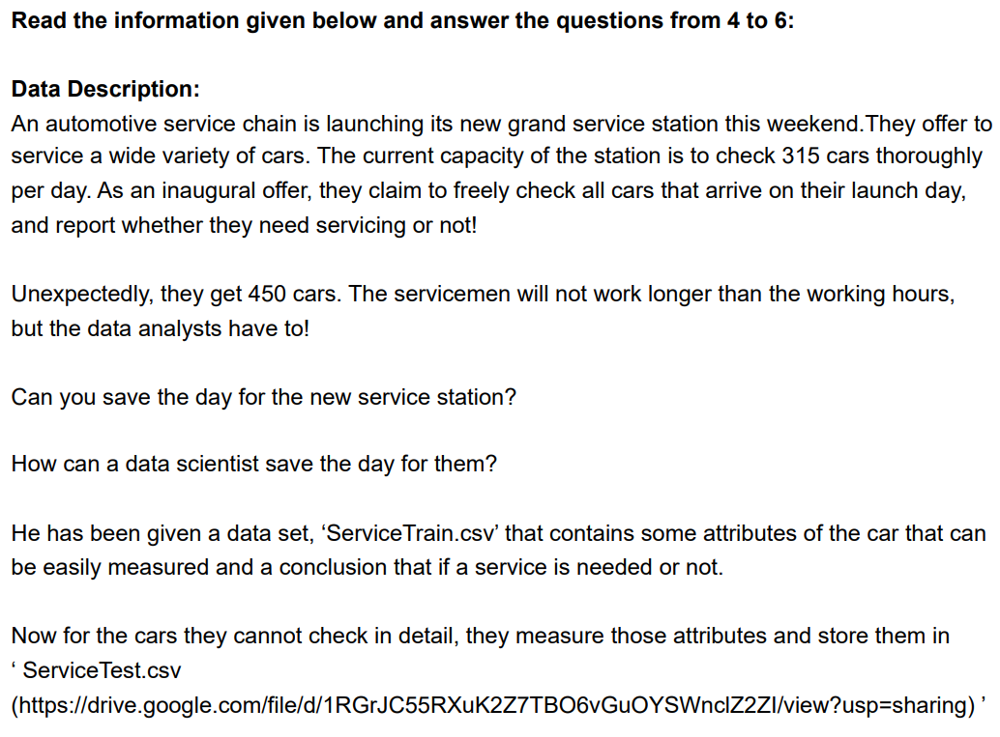 Read the information given below and answer the questions from 4 to 6:
Data Description:
An automotive service chain is launching its new grand service station this weekend.They offer to
service a wide variety of cars. The current capacity of the station is to check 315 cars thoroughly
per day. As an inaugural offer, they claim to freely check all cars that arrive on their launch day,
and report whether they need servicing or not!
Unexpectedly, they get 450 cars. The servicemen will not work longer than the working hours,
but the data analysts have to!
Can you save the day for the new service station?
How can a data scientist save the day for them?
He has been given a data set, ‘ServiceTrain.csv’ that contains some attributes of the car that can
be easily measured and a conclusion that if a service is needed or not.
Now for the cars they cannot check in detail, they measure those attributes and store them in
‘ ServiceTest.csv
(https://drive.google.com/file/d/1RGrJC55RXuK2Z7TBO6vGuOYSWnclZ2ZI/view?usp=sharing) ’